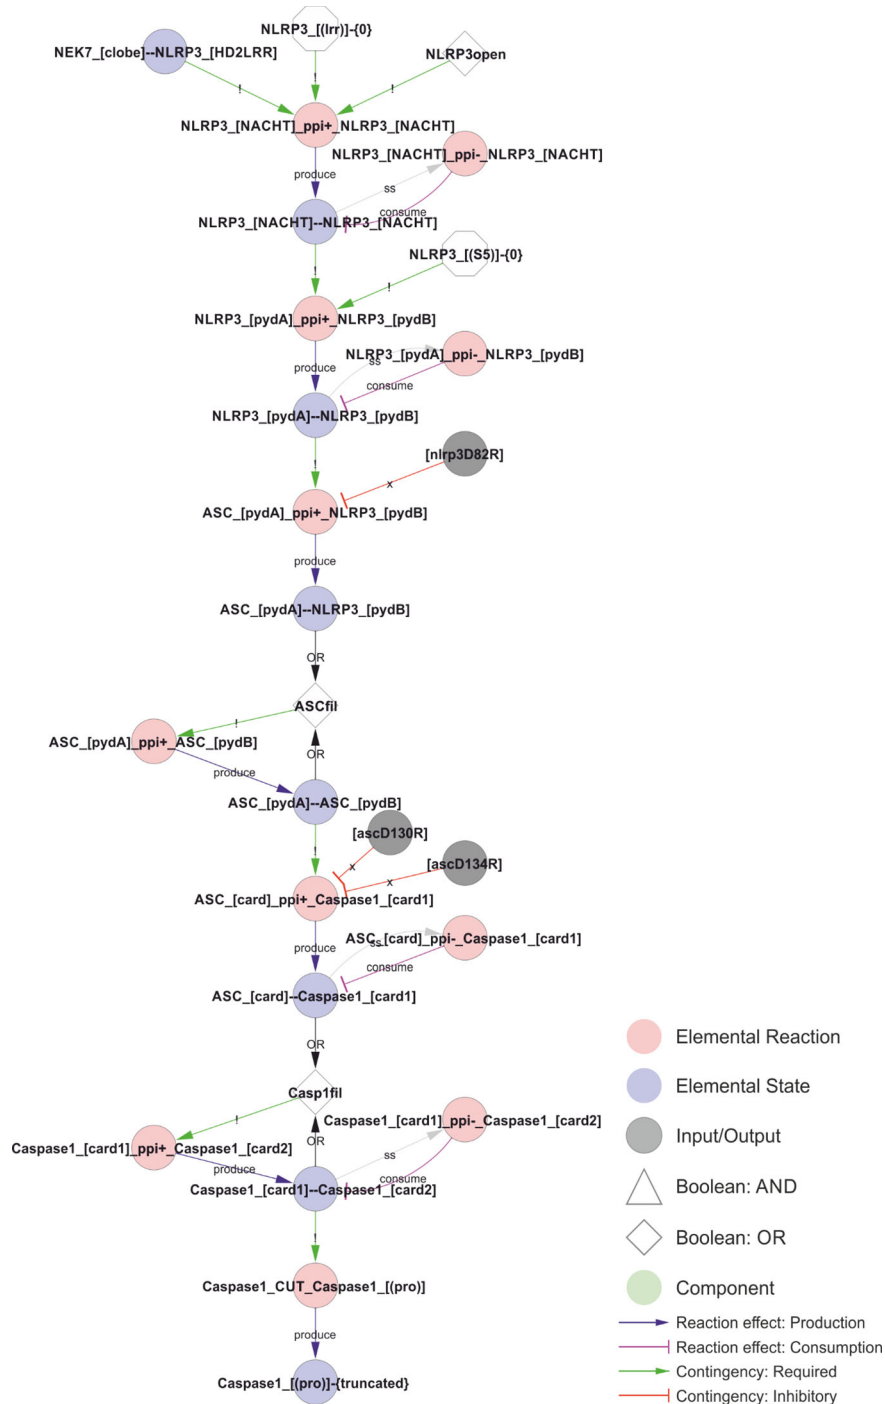 NLRP3_[(lrr)]-{0}
NEK7_[clobe]--NLRP3_[HD2LRR]
NLRP3open
!
!
!
NLRP3_[NACHT]_ppi+_NLRP3_[NACHT]
NLRP3_[NACHT]_ppi-_NLRP3_[NACHT]
produce
ss
consume
NLRP3_[NACHT]--NLRP3_[NACHT]
NLRP3_[(S5)]-{0}
!
!
NLRP3_[pydA]_ppi+_NLRP3_[pydB]
NLRP3_[pydA]_ppi-_NLRP3_[pydB]
ss
produce
consume
NLRP3_[pydA]--NLRP3_[pydB]
[nlrp3D82R]
!
x
ASC_[pydA]_ppi+_NLRP3_[pydB]
produce
ASC_[pydA]--NLRP3_[pydB]
OR
ASCfil
!
ASC_[pydA]_ppi+_ASC_[pydB]
OR
produce
ASC_[pydA]--ASC_[pydB]
[ascD130R]
!
x
[ascD134R]
x
ASC_[card]_ppi+_Caspase1_[card1]
ASC_[card]_ppi-_Caspase1_[card1]
ss
produce
consume
ASC_[card]--Caspase1_[card1]
OR
Casp1fil
!
Caspase1_[card1]_ppi-_Caspase1_[card2]
Caspase1_[card1]_ppi+_Caspase1_[card2]
OR
ss
produce
consume
Caspase1_[card1]--Caspase1_[card2]
!
Caspase1_CUT_Caspase1_[(pro)]
produce
Caspase1_[(pro)]-{truncated}
Elemental Reaction
Elemental State
Input/Output
Boolean: AND
Boolean: OR
Component
Reaction effect: Production
Reaction effect: Consumption
Contingency: Required
Contingency: Inhibitory